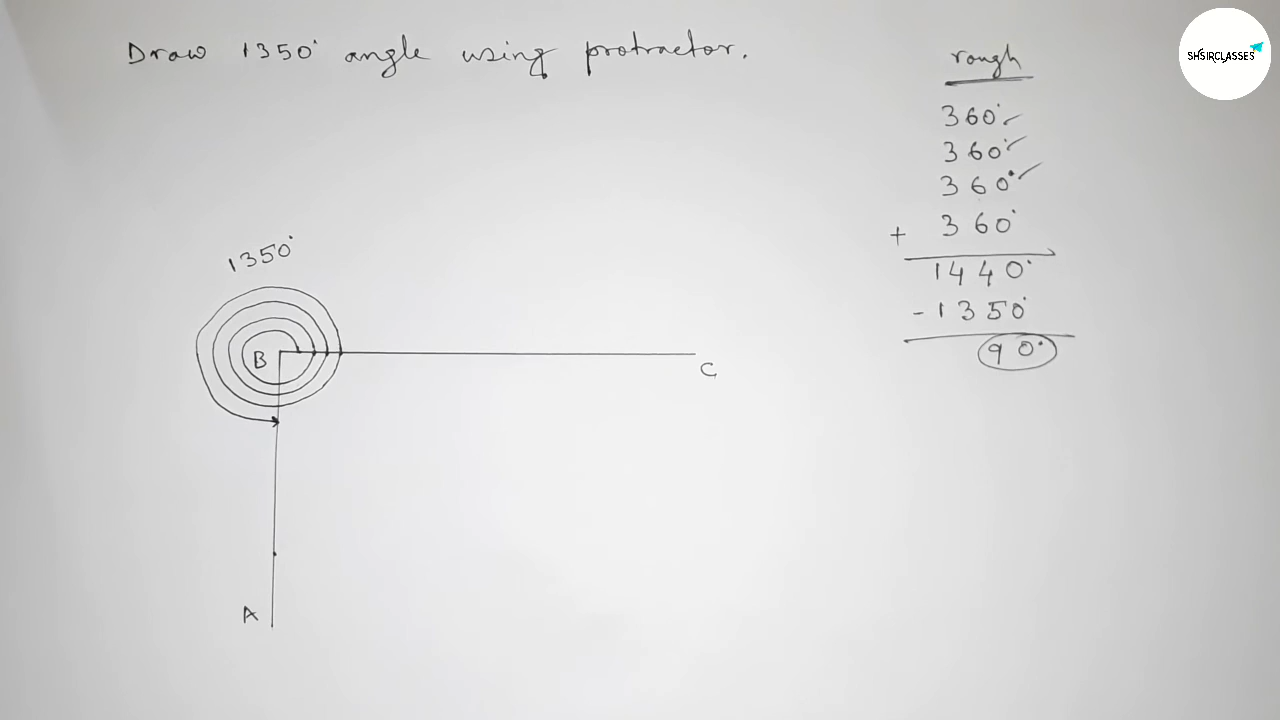 Draw 1350° angle using protractor.
SHSIRCLASSES
rough
360°
360°
360°
+ 360°
1440°
- 1350°
90°
1350°
B
C
A